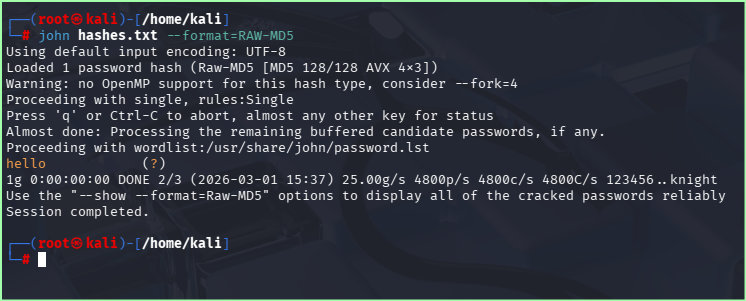 ┌──(root㉿kali)-[/home/kali]
└─# john hashes.txt --format=RAW-MD5
Using default input encoding: UTF-8
Loaded 1 password hash (Raw-MD5 [MD5 128/128 AVX 4x3])
Warning: no OpenMP support for this hash type, consider --fork=4
Proceeding with single, rules:Single
Press 'q' or Ctrl-C to abort, almost any other key for status
Almost done: Processing the remaining buffered candidate passwords, if any.
Proceeding with wordlist:/usr/share/john/password.lst
hello            (?)
1g 0:00:00:00 DONE 2/3 (2026-03-01 15:37) 25.00g/s 4800p/s 4800c/s 4800C/s 123456..knight
Use the "--show --format=Raw-MD5" options to display all of the cracked passwords reliably
Session completed.
┌──(root㉿kali)-[/home/kali]
└─#